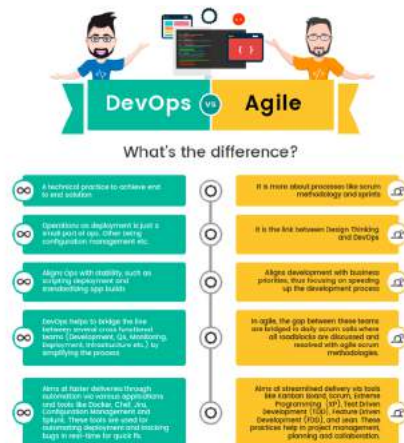 DevOps
vs
Agile
What's the difference?
A technical practice to achieve end
to end solution
It is more about processes like scrum
methodology and sprints
Operations as deployment is just a
small part of ops. Other being
configuration management etc.
It is the link between Design Thinking
and DevOps
Aligns Ops with stability, such as
scripting deployment and
standardizing app builds
Aligns development with business
priorities, thus focusing on speeding
up the development process
DevOps helps to bridge the line
between several cross functional
teams (Development, QA, Monitoring,
Deployment, Infrastructure etc.) by
simplifying the process
In agile, the gap between these teams
are bridged in daily scrum calls where
all roadblocks are discussed and
resolved with agile scrum
methodologies.
Aims at faster deliveries through
automation via various applications
and tools like Docker, Chef, Jira,
Configuration Management and
Splunk. These tools are used for
automating deployment and tracking
bugs in real-time for quick fix.
Aims at streamlined delivery via tools
like Kanban Board, Scrum, Extreme
Programming (XP), Test Driven
Development (TDD), Feature Driven
Development (FDD), and Lean. These
practices help in project management,
planning and collaboration.